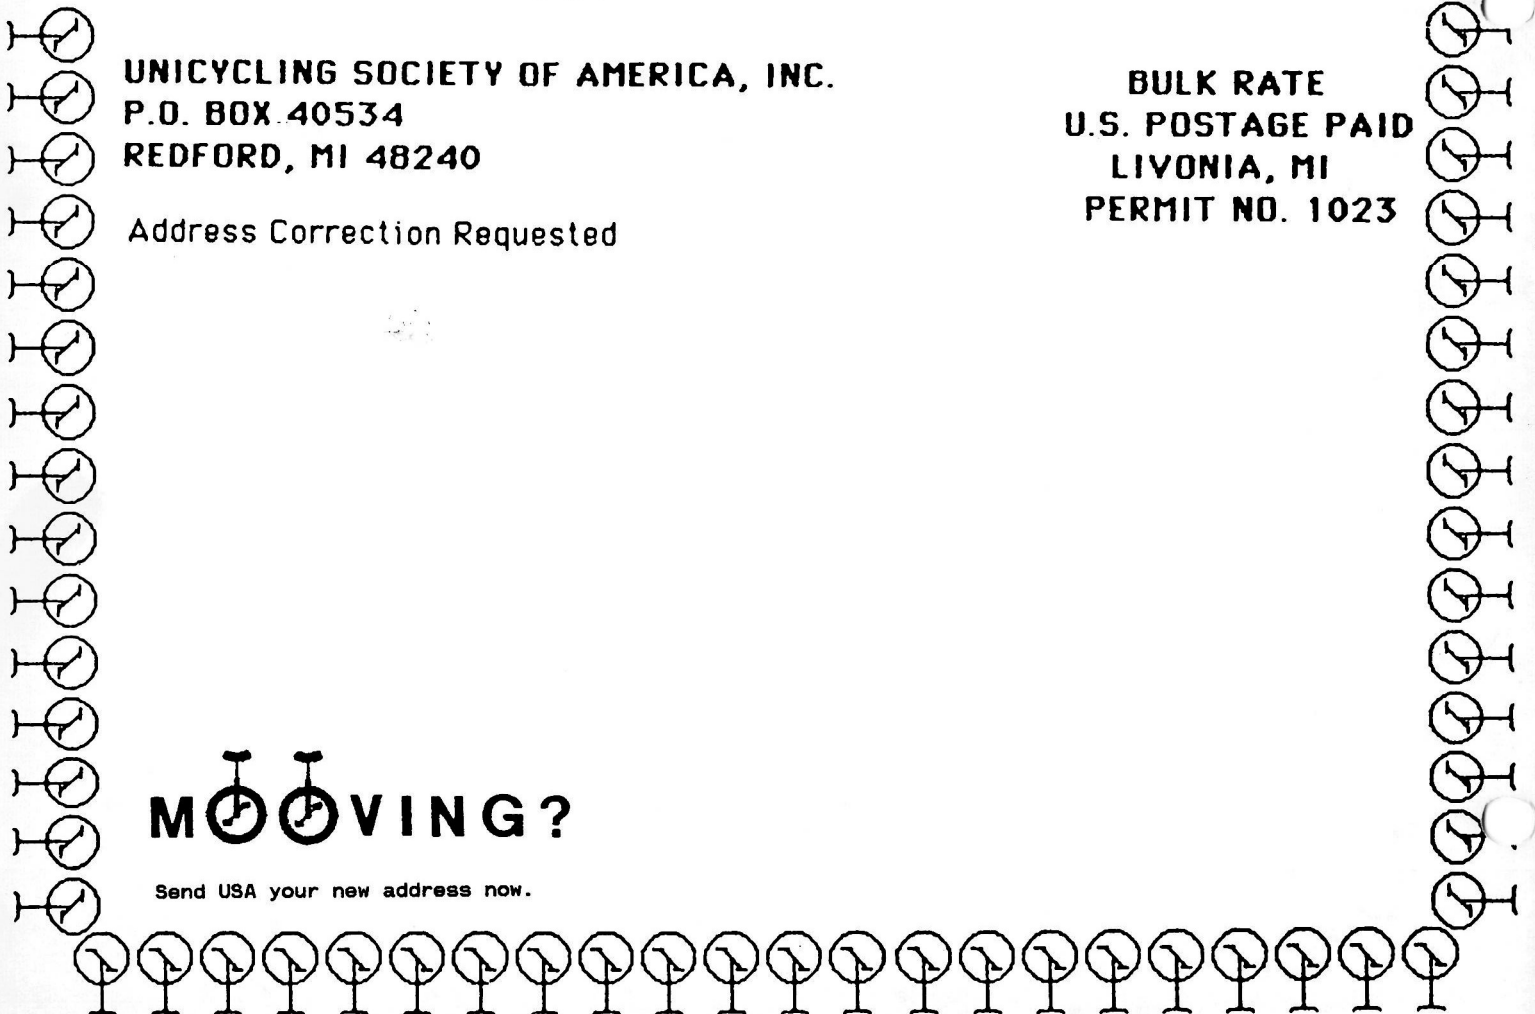 UNICYCLING SOCIETY OF AMERICA, INC.
P.O. BOX 40534
REDFORD, MI 48240
Address Correction Requested
BULK RATE
U.S. POSTAGE PAID
LIVONIA, MI
PERMIT NO. 1023
MOOVING?
Send USA your new address now.